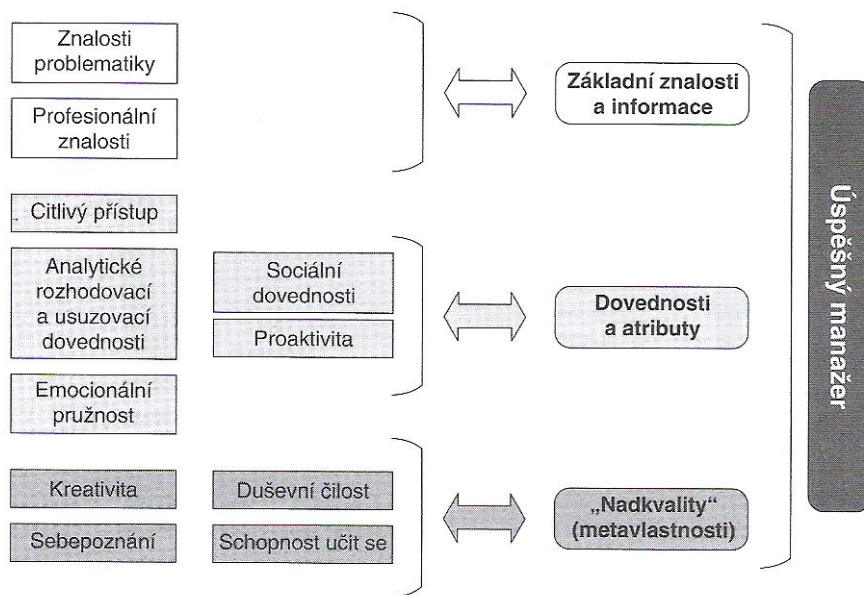 Znalosti
problematiky
Profesionální
znalosti
Základní znalosti
a informace
Citlivý přístup
Analytické
rozhodovací
a usuzovací
dovednosti
Sociální
dovednosti
Proaktivita
Emocionální
pružnost
Dovednosti
a atributy
Kreativita
Duševní čilost
Sebepoznání
Schopnost učit se
„Nadkvality“
(metavlastnosti)
Úspěšný manažer